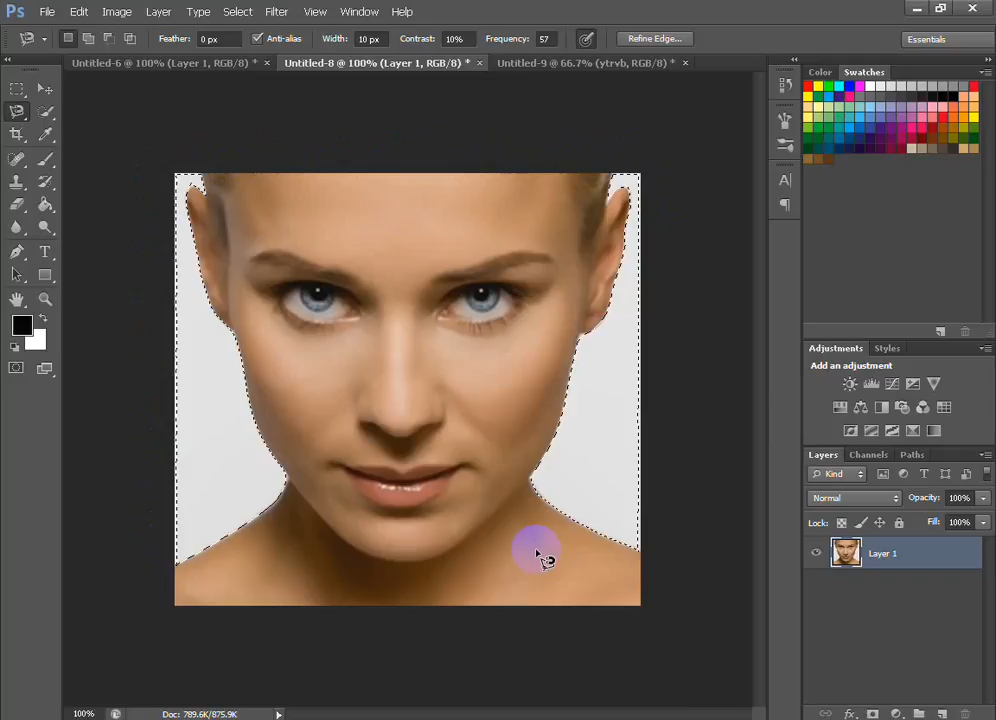 Ps File Edit Image Layer Type Select Filter View Window Help
Feather: 0 px Anti-alias Width: 10 px Contrast: 10% Frequency: 57 Refine Edge... Essentials
Untitled-6 @ 100% (Layer 1, RGB/8) * × Untitled-8 @ 100% (Layer 1, RGB/8) * × Untitled-9 @ 66.7% (ytrvb, RGB/8) * ×
Color Swatches
Adjustments Styles
Add an adjustment
Layers Channels Paths
Kind
Normal Opacity: 100%
Lock: Fill: 100%
Layer 1
100% Doc: 789.6K/875.9K